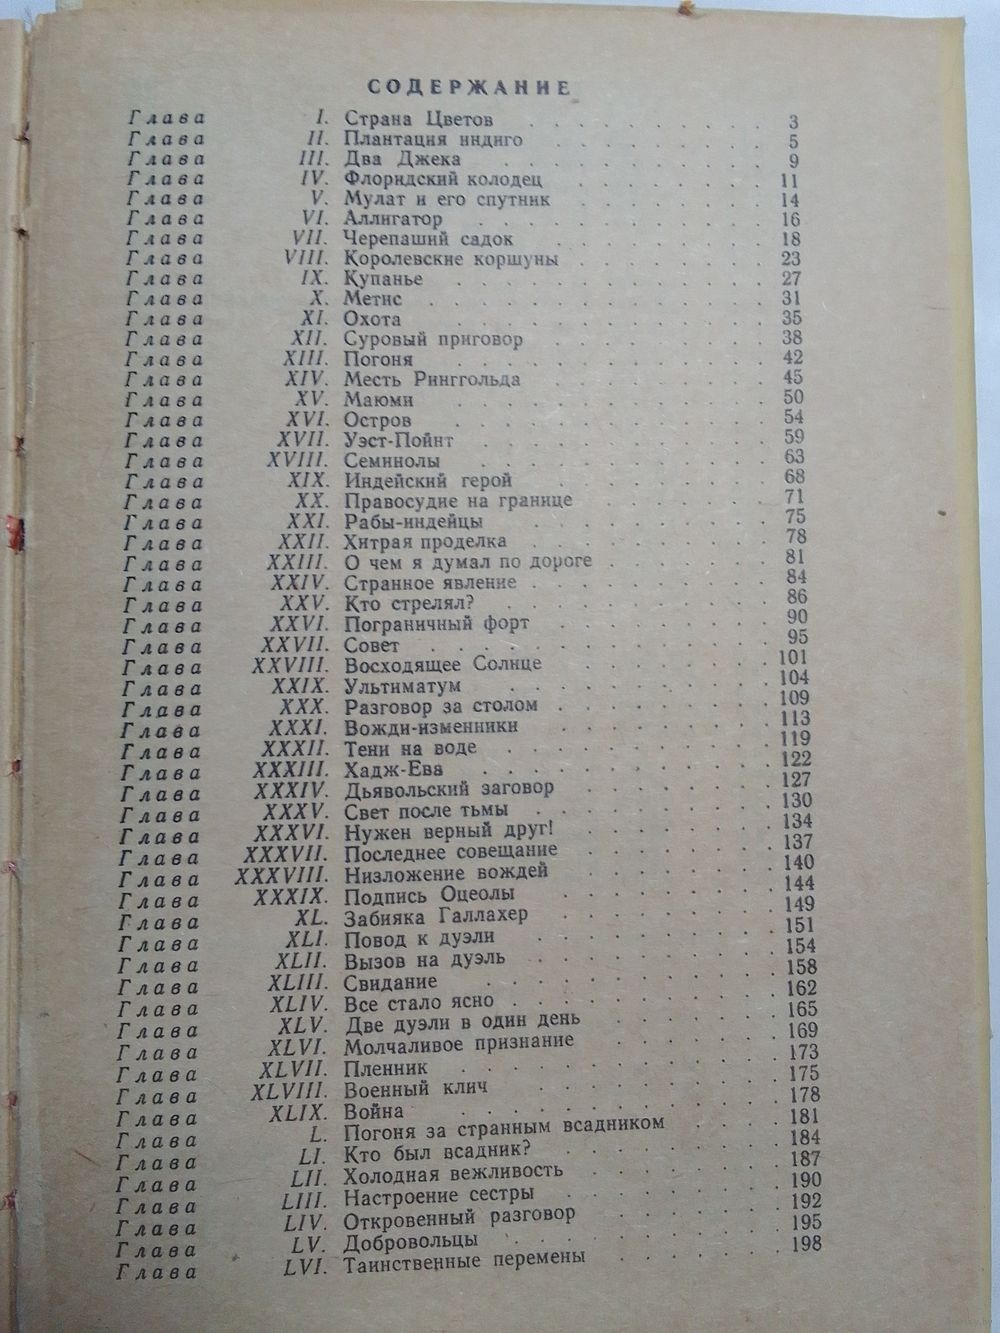 СОДЕРЖАНИЕ
Глава I. Страна Цветов . . . . . . . . . . 3
Глава II. Плантация индиго . . . . . . . . . 5
Глава III. Два Джека . . . . . . . . . . 9
Глава IV. Флоридский колодец . . . . . . . . 11
Глава V. Мулат и его спутник . . . . . . . . 14
Глава VI. Аллигатор . . . . . . . . . . 16
Глава VII. Черепаший садок . . . . . . . . . 18
Глава VIII. Королевские коршуны . . . . . . . . 23
Глава IX. Купанье . . . . . . . . . . 27
Глава X. Метис . . . . . . . . . . 31
Глава XI. Охота . . . . . . . . . . 35
Глава XII. Суровый приговор . . . . . . . . . 38
Глава XIII. Погоня . . . . . . . . . . 42
Глава XIV. Месть Ринггольда . . . . . . . . . 45
Глава XV. Маюми . . . . . . . . . . 50
Глава XVI. Остров . . . . . . . . . . 54
Глава XVII. Уэст-Пойнт . . . . . . . . . . 59
Глава XVIII. Семинолы . . . . . . . . . . 63
Глава XIX. Индейский герой . . . . . . . . 68
Глава XX. Правосудие на границе . . . . . . . 71
Глава XXI. Рабы-индейцы . . . . . . . . . 75
Глава XXII. Хитрая проделка . . . . . . . . . 78
Глава XXIII. О чем я думал по дороге . . . . . . . 81
Глава XXIV. Странное явление . . . . . . . . . 84
Глава XXV. Кто стрелял? . . . . . . . . . . 86
Глава XXVI. Пограничный форт . . . . . . . . 90
Глава XXVII. Совет . . . . . . . . . . 95
Глава XXVIII. Восходящее Солнце . . . . . . . 101
Глава XXIX. Ультиматум . . . . . . . . . 104
Глава XXX. Разговор за столом . . . . . . . . 109
Глава XXXI. Вожди-изменники . . . . . . . . 113
Глава XXXII. Тени на воде . . . . . . . . . 119
Глава XXXIII. Хадж-Ева . . . . . . . . . . 122
Глава XXXIV. Дьявольский заговор . . . . . . . 127
Глава XXXV. Свет после тьмы . . . . . . . . . 130
Глава XXXVI. Нужен верный друг! . . . . . . . 134
Глава XXXVII. Последнее совещание . . . . . . . 137
Глава XXXVIII. Низложение вождей . . . . . . . 140
Глава XXXIX. Подпись Оцеолы . . . . . . . . 144
Глава XL. Забияка Галлахер . . . . . . . . 149
Глава XLI. Повод к дуэли . . . . . . . . . 151
Глава XLII. Вызов на дуэль . . . . . . . . . 154
Глава XLIII. Свидание . . . . . . . . . 158
Глава XLIV. Все стало ясно . . . . . . . . . 162
Глава XLV. Две дуэли в один день . . . . . . 165
Глава XLVI. Молчаливое признание . . . . . . 169
Глава XLVII. Пленник . . . . . . . . . . 173
Глава XLVIII. Военный клич . . . . . . . . 175
Глава XLIX. Война . . . . . . . . . . 178
Глава L. Погоня за странным всадником . . . . 181
Глава LI. Кто был всадник? . . . . . . . . 184
Глава LII. Холодная вежливость . . . . . . . 187
Глава LIII. Настроение сестры . . . . . . . . 190
Глава LIV. Откровенный разговор . . . . . . 192
Глава LV. Добровольцы . . . . . . . . . 195
Глава LVI. Таинственные перемены . . . . . . 198